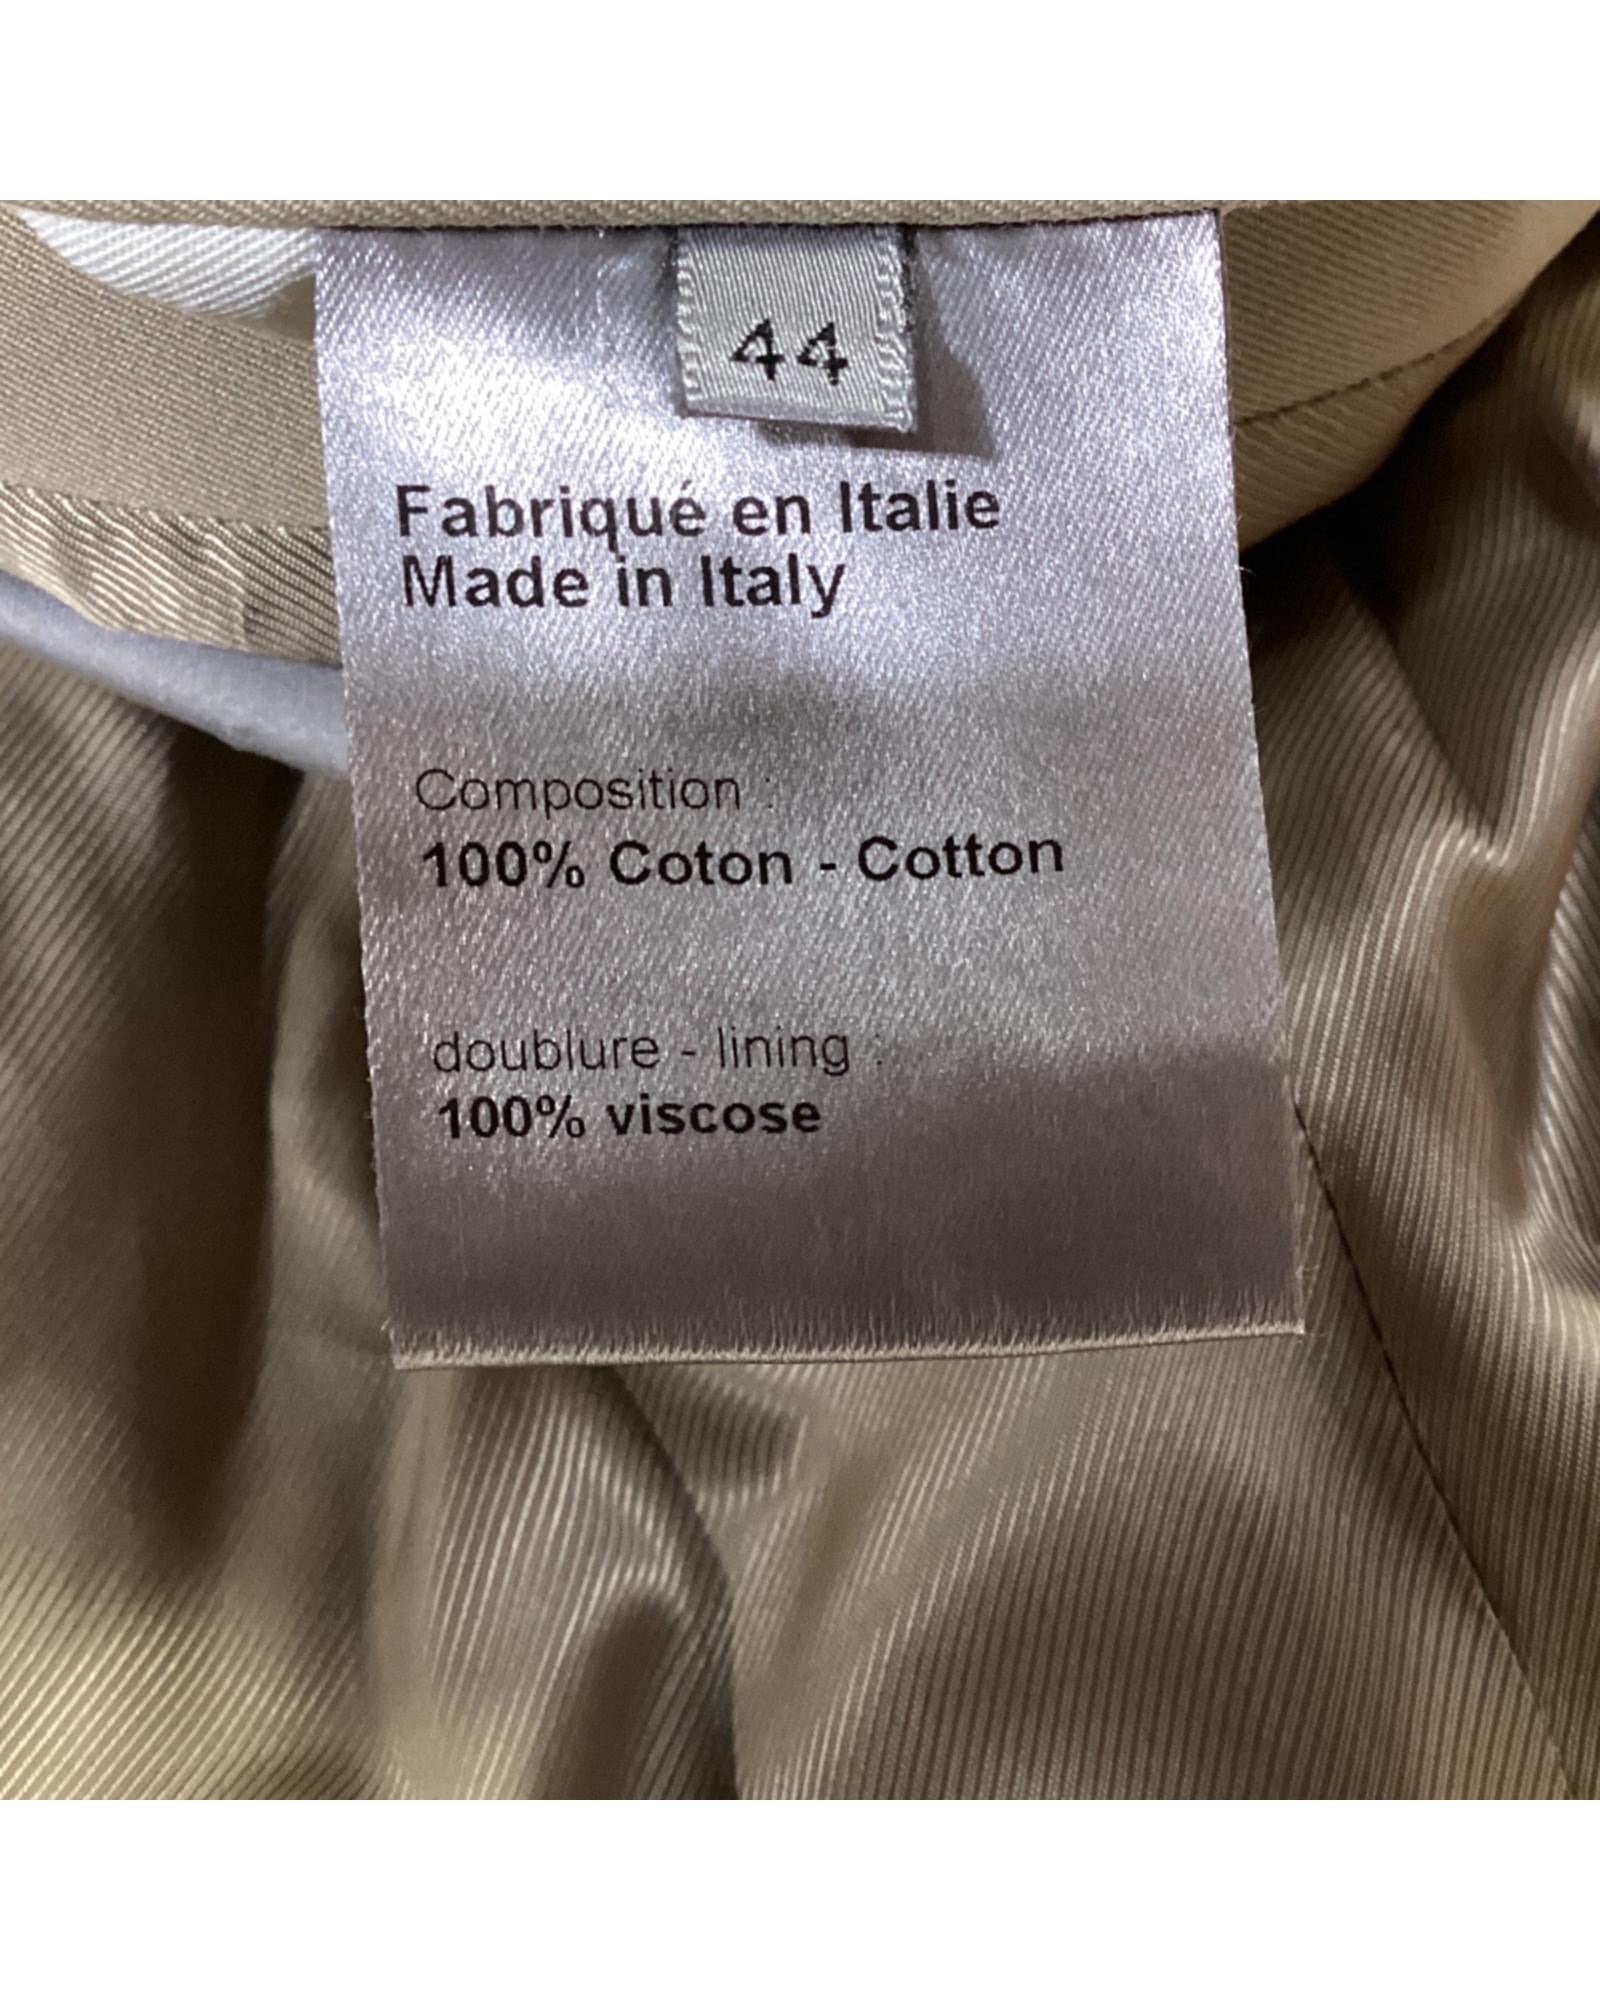 44
Fabriqué en Italie
Made in Italy
Composition :
100% Coton - Cotton
doublure - lining :
100% viscose